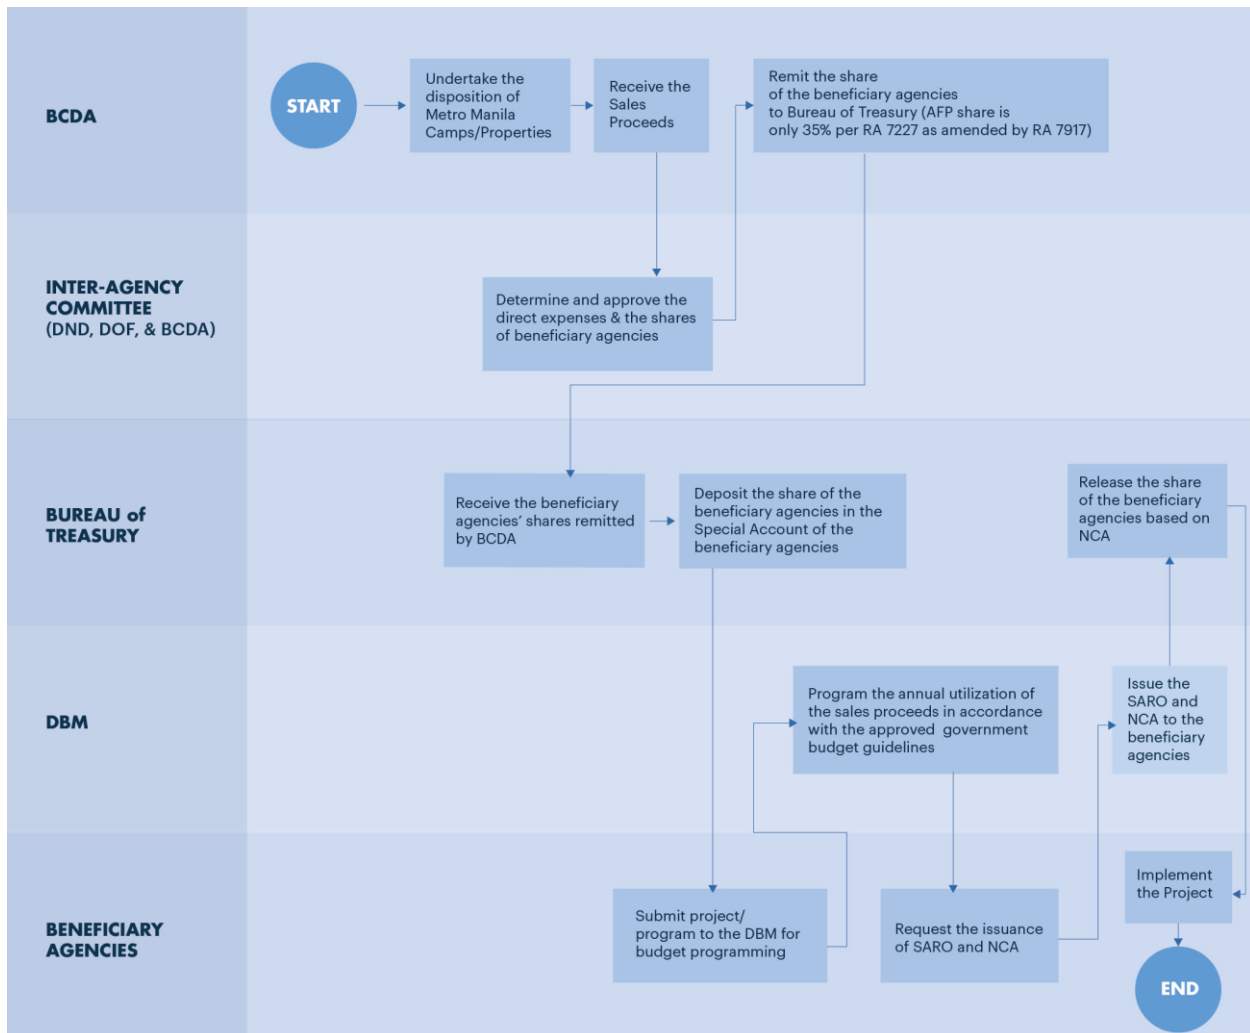 BCDA
START
Undertake the
disposition of
Metro Manila
Camps/Properties
Receive the
Sales
Proceeds
Remit the share
of the beneficiary agencies
to Bureau of Treasury (AFP share is
only 35% per RA 7227 as amended by RA 7917)
INTER-AGENCY
COMMITTEE
(DND, DOF, & BCDA)
Determine and approve the
direct expenses & the shares
of beneficiary agencies
BUREAU of
TREASURY
Receive the beneficiary
agencies’ shares remitted
by BCDA
Deposit the share of the
beneficiary agencies in the
Special Account of the
beneficiary agencies
Release the share
of the beneficiary
agencies based on
NCA
DBM
Program the annual utilization of
the sales proceeds in accordance
with the approved government
budget guidelines
Issue the
SARO and
NCA to the
beneficiary
agencies
BENEFICIARY
AGENCIES
Submit project/
program to the DBM for
budget programming
Request the issuance
of SARO and NCA
Implement
the Project
END